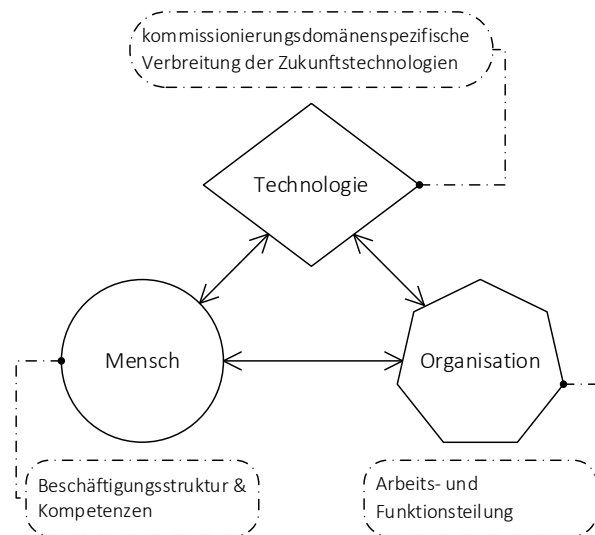 kommissionierungsdomänenspezifische
Verbreitung der Zukunftstechnologien
Technologie
Mensch
Organisation
Beschäftigungsstruktur &
Kompetenzen
Arbeits- und
Funktionsteilung